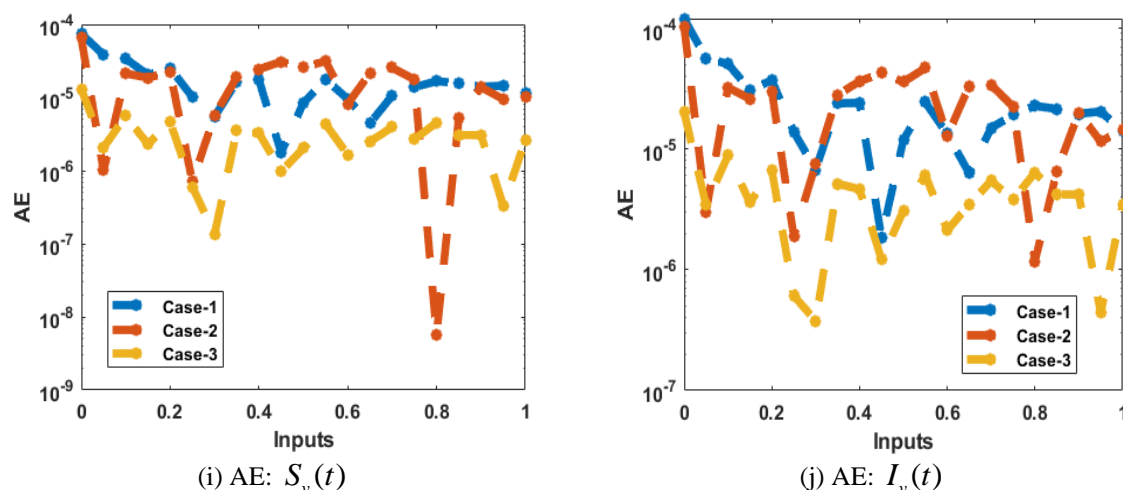 10^-4
10^-5
10^-6
10^-7
10^-8
10^-9
AE
0 0.2 0.4 0.6 0.8 1
Inputs
Case-1
Case-2
Case-3
(i) AE: S_v(t)
10^-4
10^-5
10^-6
10^-7
AE
0 0.2 0.4 0.6 0.8 1
Inputs
Case-1
Case-2
Case-3
(j) AE: I_v(t)